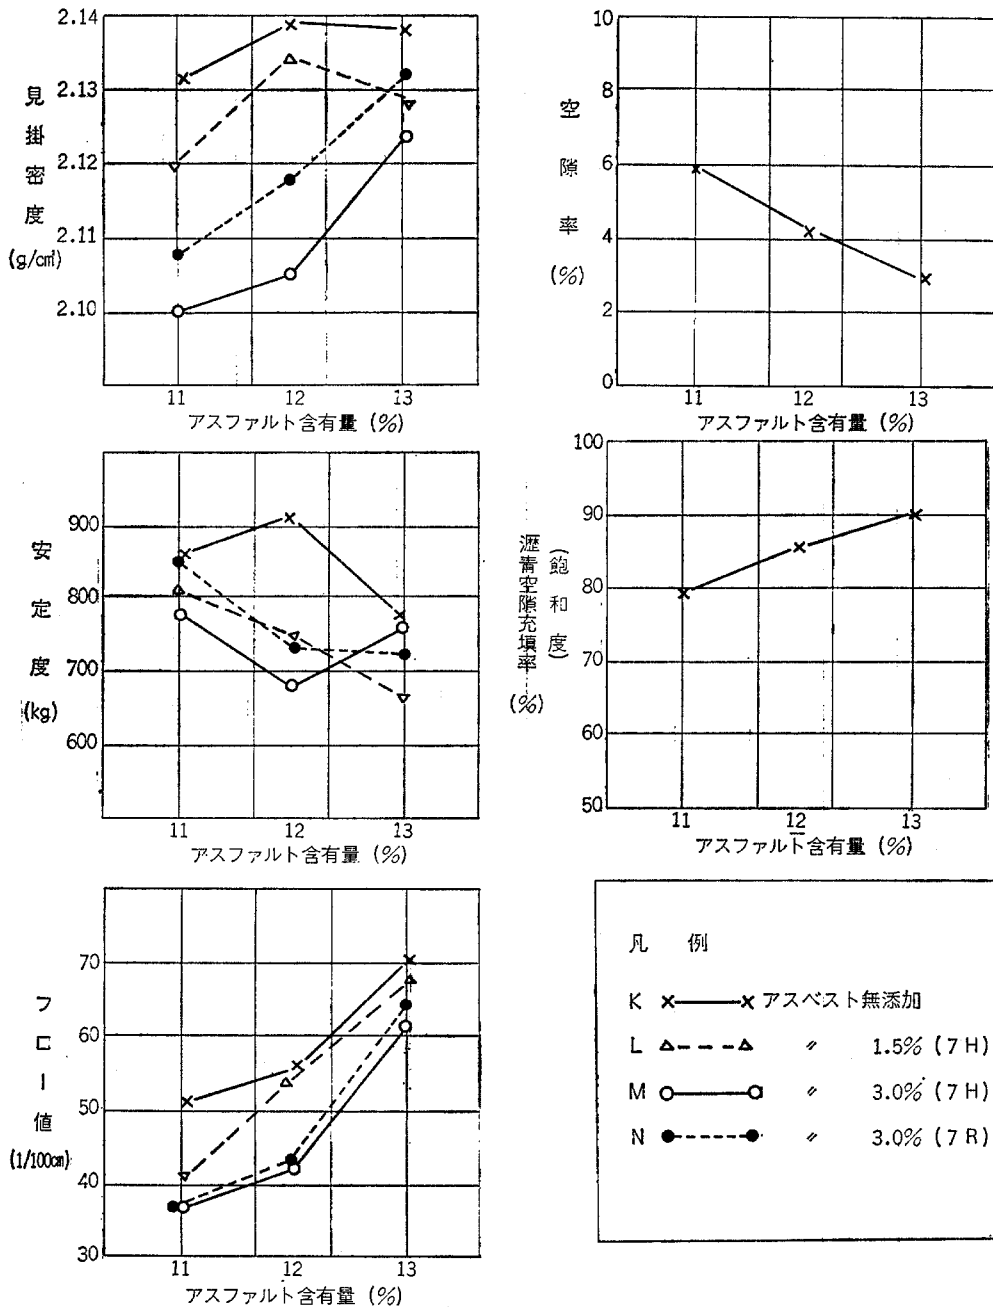 見掛密度
(g/c㎡)
2.14
2.13
2.12
2.11
2.10
11 12 13
アスファルト含有量 (%)
空隙率
(%)
10
8
6
4
2
0
11 12 13
アスファルト含有量 (%)
安定度
(kg)
900
800
700
600
11 12 13
アスファルト含有量 (%)
瀝青空隙充填率
(飽和度)
(%)
100
90
80
70
60
50
11 12 13
アスファルト含有量 (%)
フロー値
(1/100㎝)
70
60
50
40
30
11 12 13
アスファルト含有量 (%)
凡 例
K ×――× アスベスト無添加
L △－－－△ 〃 1.5% (7H)
M ○――○ 〃 3.0% (7H)
N ●-----● 〃 3.0% (7R)